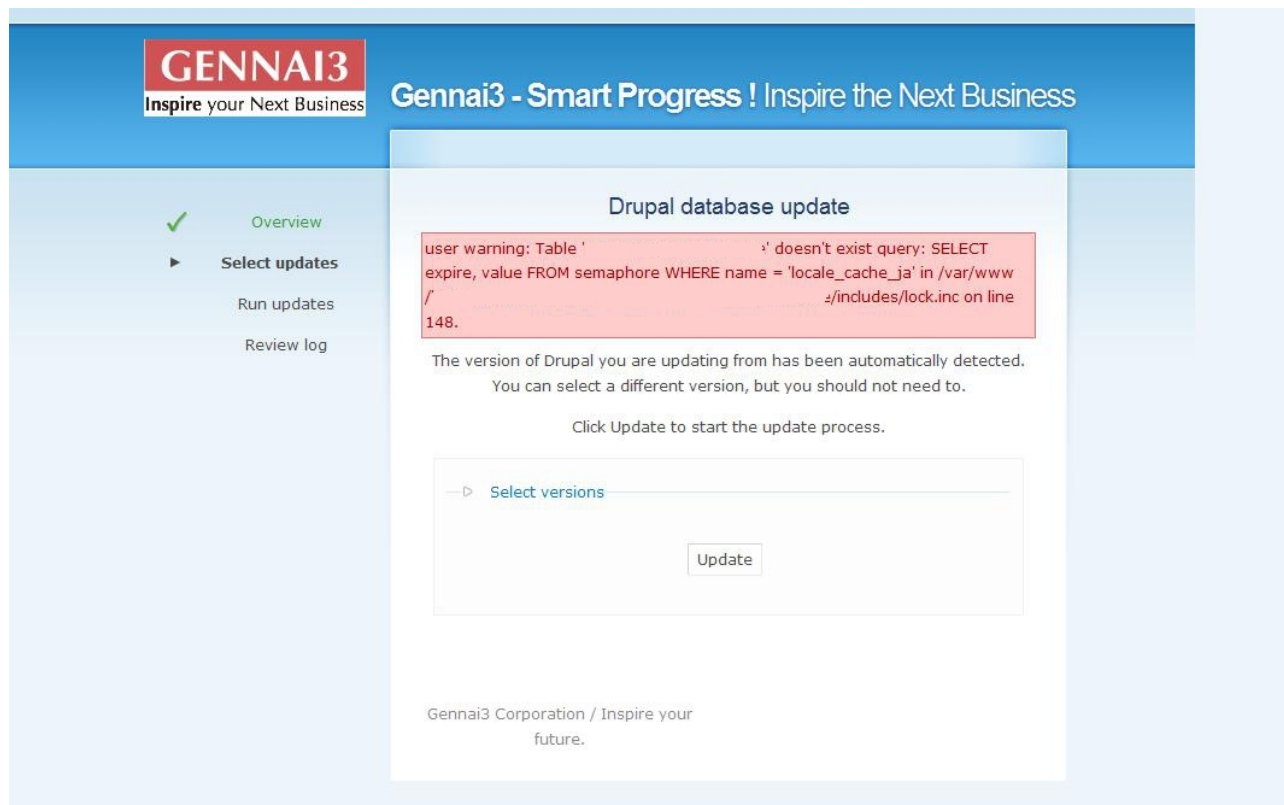 GENNAI3
Inspire your Next Business
Gennai3 - Smart Progress ! Inspire the Next Business
Overview
Select updates
Run updates
Review log
Drupal database update
user warning: Table ' ' doesn't exist query: SELECT
expire, value FROM semaphore WHERE name = 'locale_cache_ja' in /var/www
/ /includes/lock.inc on line
148.
The version of Drupal you are updating from has been automatically detected.
You can select a different version, but you should not need to.
Click Update to start the update process.
Select versions
Update
Gennai3 Corporation / Inspire your
future.